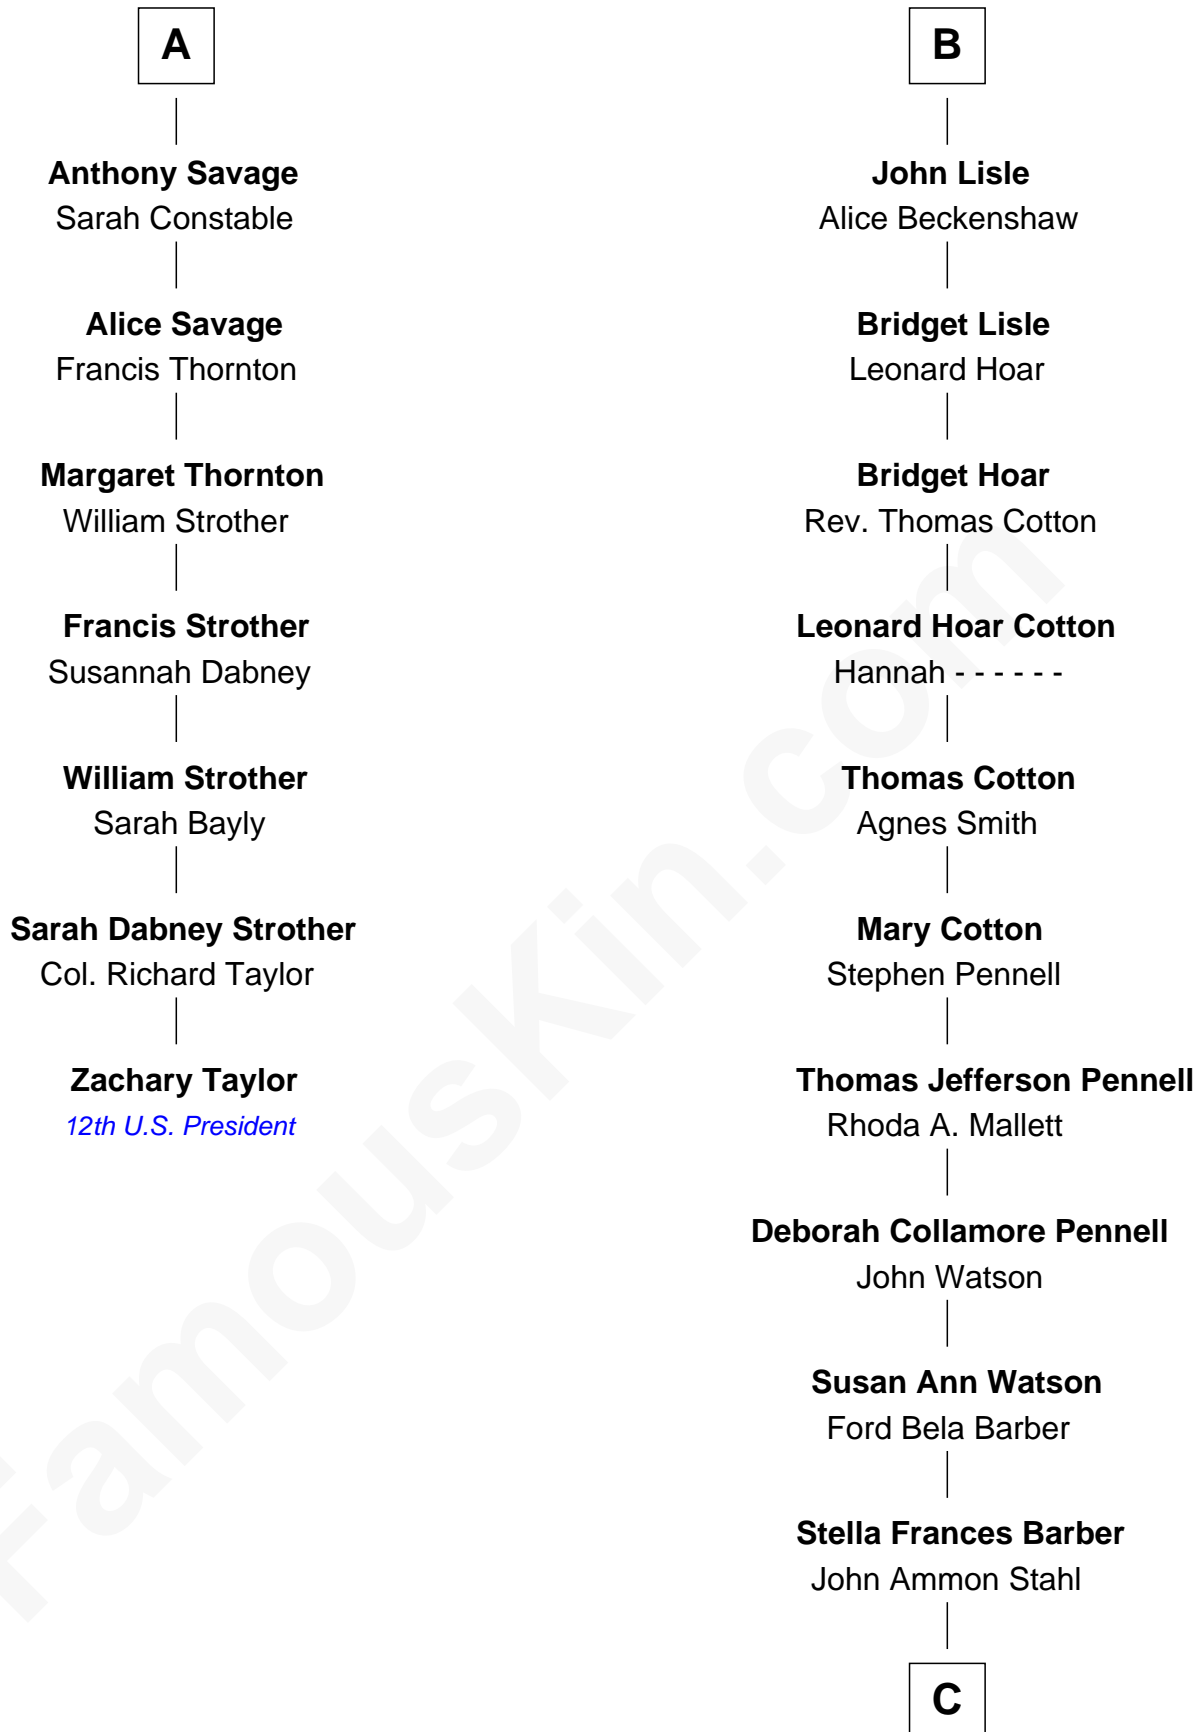 A
Anthony Savage
Sarah Constable
Alice Savage
Francis Thornton
Margaret Thornton
William Strother
Francis Strother
Susannah Dabney
William Strother
Sarah Bayly
Sarah Dabney Strother
Col. Richard Taylor
Zachary Taylor
12th U.S. President
B
John Lisle
Alice Beckenshaw
Bridget Lisle
Leonard Hoar
Bridget Hoar
Rev. Thomas Cotton
Leonard Hoar Cotton
Hannah - - - - - -
Thomas Cotton
Agnes Smith
Mary Cotton
Stephen Pennell
Thomas Jefferson Pennell
Rhoda A. Mallett
Deborah Collamore Pennell
John Watson
Susan Ann Watson
Ford Bela Barber
Stella Frances Barber
John Ammon Stahl
C
FamousKin.com